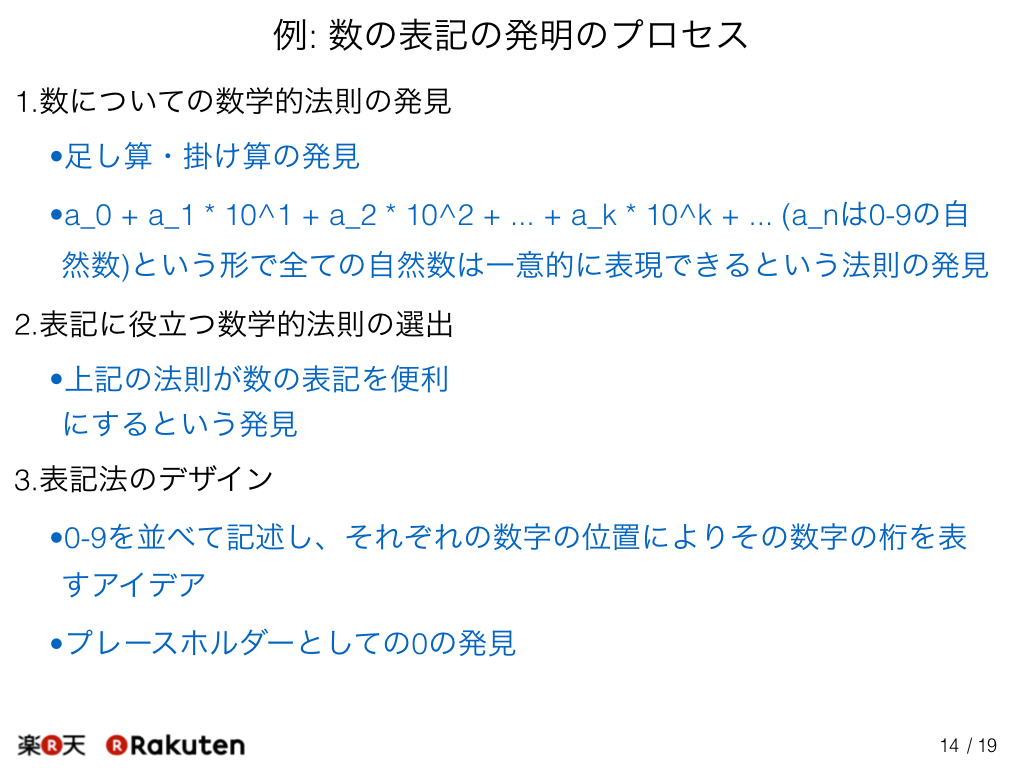 例: 数の表記の発明のプロセス
1.数についての数学的法則の発見
•足し算・掛け算の発見
•a_0 + a_1 * 10^1 + a_2 * 10^2 + ... + a_k * 10^k + ... (a_nは0-9の自
然数)という形で全ての自然数は一意的に表現できるという法則の発見
2.表記に役立つ数学的法則の選出
•上記の法則が数の表記を便利
にするという発見
3.表記法のデザイン
•0-9を並べて記述し、それぞれの数字の位置によりその数字の桁を表
すアイデア
•プレースホルダーとしての0の発見
楽R天 R Rakuten
14 / 19